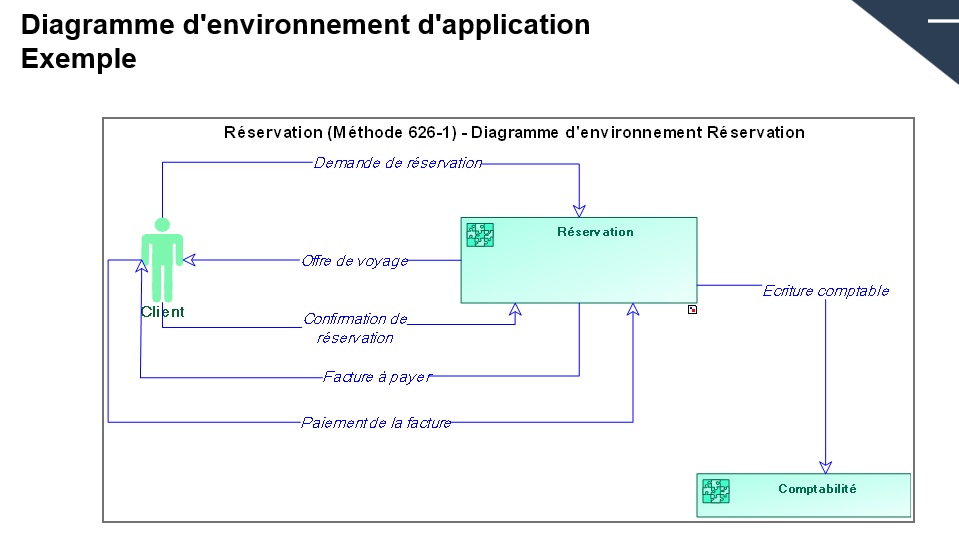 Diagramme d'environnement d'application
Exemple
Réservation (Méthode 626-1) - Diagramme d'environnement Réservation
Demande de réservation
Réservation
Offre de voyage
Ecriture comptable
Client
Confirmation de
réservation
Facture à payer
Paiement de la facture
Comptabilité